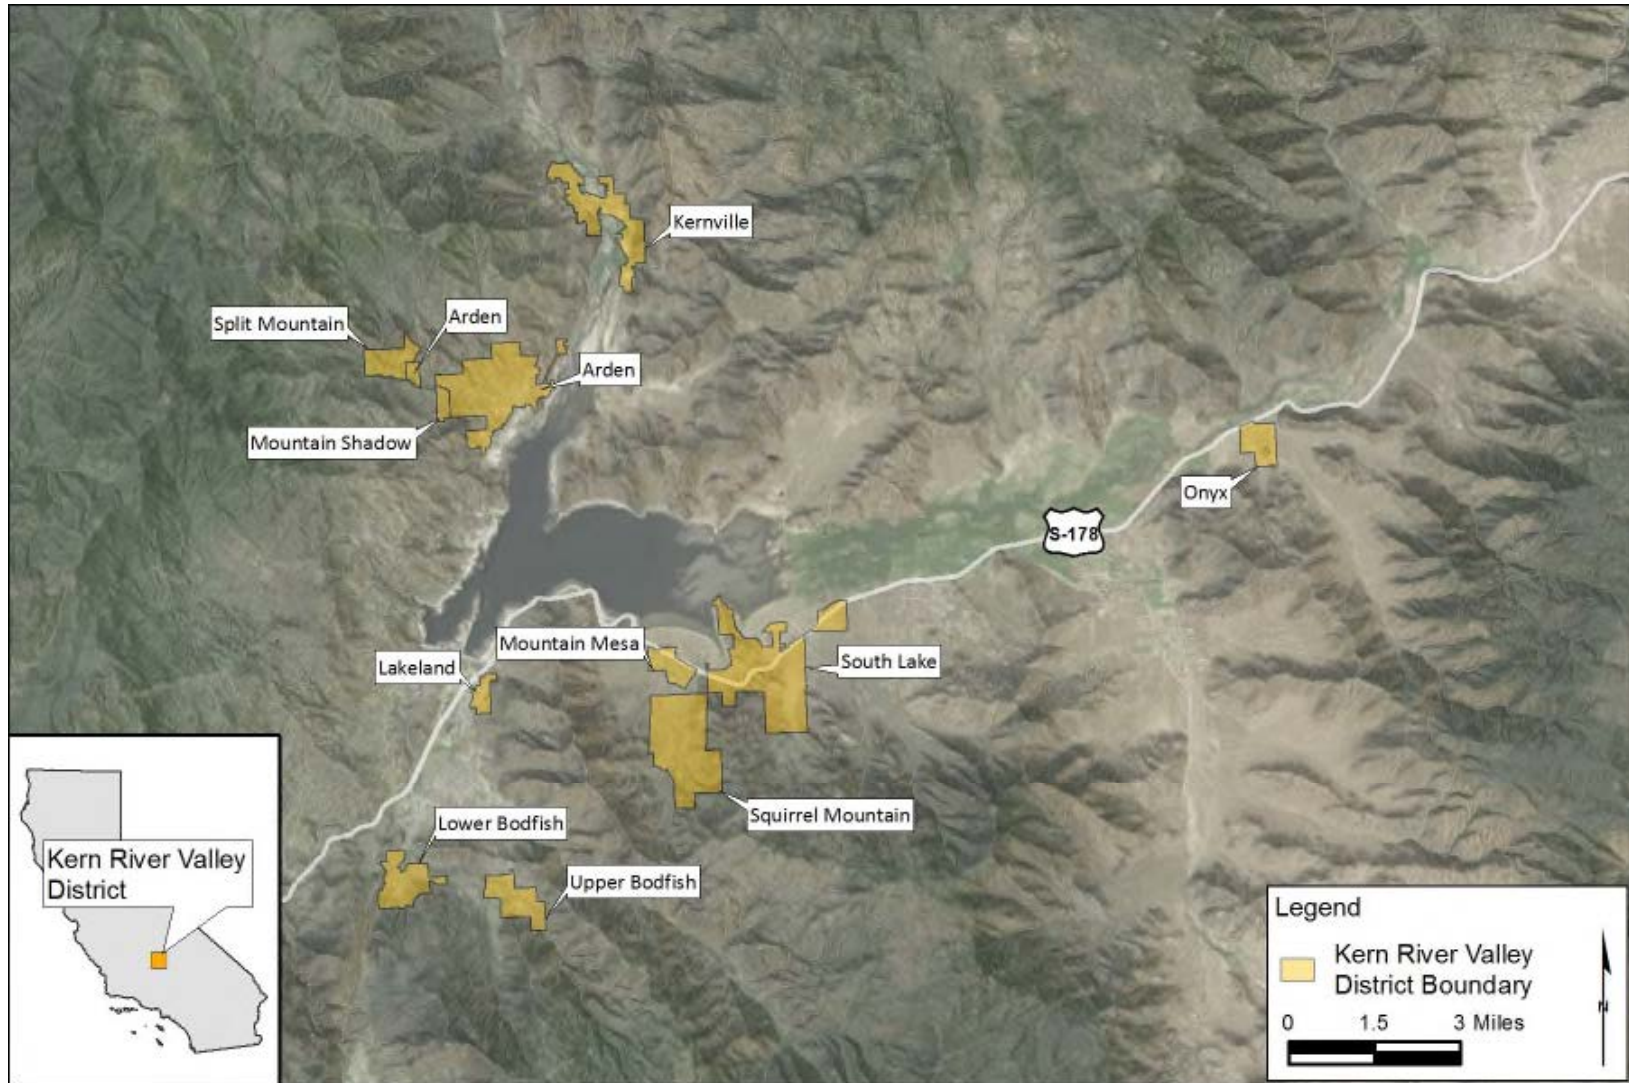 Kernville
Split Mountain
Arden
Arden
Mountain Shadow
Onyx
S-178
Mountain Mesa
South Lake
Lakeland
Squirrel Mountain
Lower Bodfish
Upper Bodfish
Kern River Valley
District
Legend
Kern River Valley
District Boundary
0 1.5 3 Miles
N